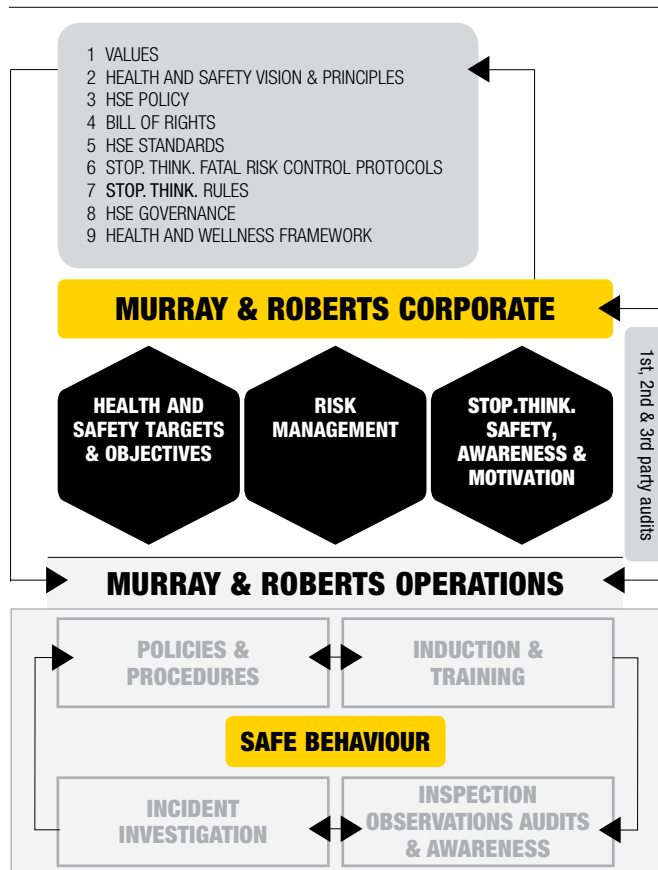 1 VALUES
2 HEALTH AND SAFETY VISION & PRINCIPLES
3 HSE POLICY
4 BILL OF RIGHTS
5 HSE STANDARDS
6 STOP. THINK. FATAL RISK CONTROL PROTOCOLS
7 STOP. THINK. RULES
8 HSE GOVERNANCE
9 HEALTH AND WELLNESS FRAMEWORK
MURRAY & ROBERTS CORPORATE
HEALTH AND
SAFETY TARGETS
& OBJECTIVES
RISK
MANAGEMENT
STOP.THINK.
SAFETY,
AWARENESS &
MOTIVATION
1st, 2nd & 3rd party audits
MURRAY & ROBERTS OPERATIONS
POLICIES &
PROCEDURES
INDUCTION &
TRAINING
SAFE BEHAVIOUR
INCIDENT
INVESTIGATION
INSPECTION
OBSERVATIONS AUDITS
& AWARENESS